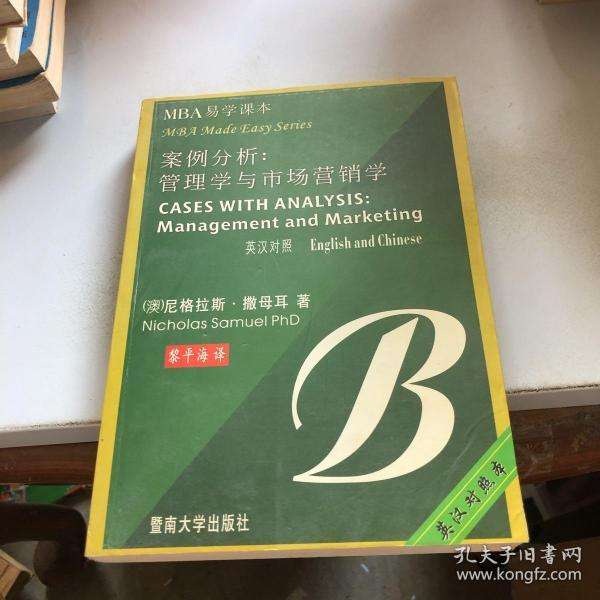 MBA易学课本
MBA Made Easy Series
案例分析:
管理学与市场营销学
CASES WITH ANALYSIS:
Management and Marketing
英汉对照 English and Chinese
(澳)尼格拉斯·撒母耳 著
Nicholas Samuel PhD
黎平海 译
B
英汉对照本
暨南大学出版社
孔夫子旧书网
www.kongfz.com